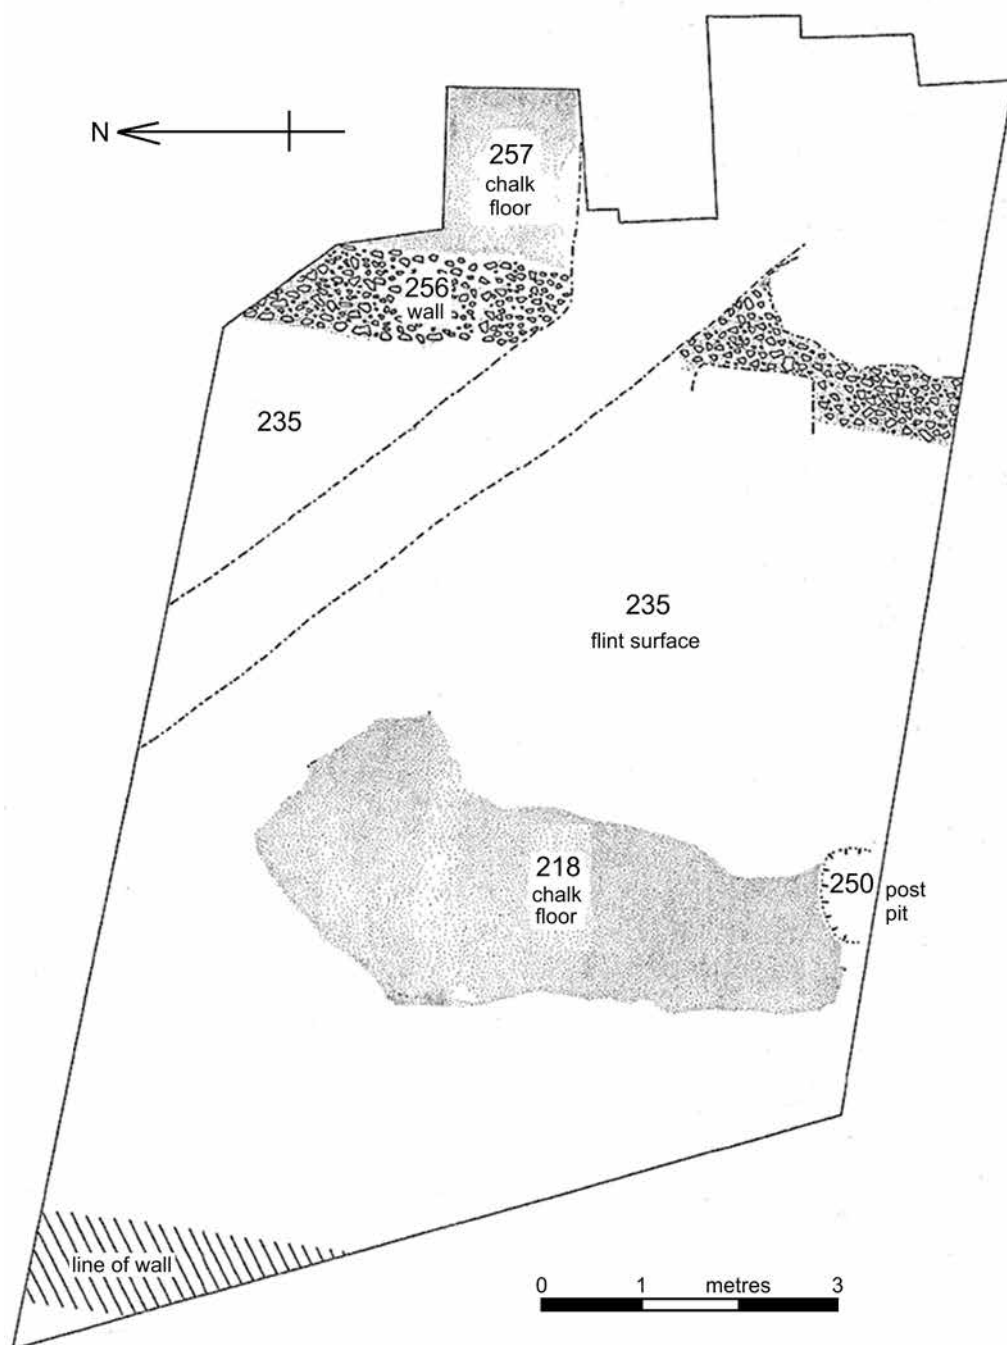 N
257
chalk
floor
256
wall
235
235
flint surface
218
chalk
floor
250
post
pit
line of wall
0 1 metres 3